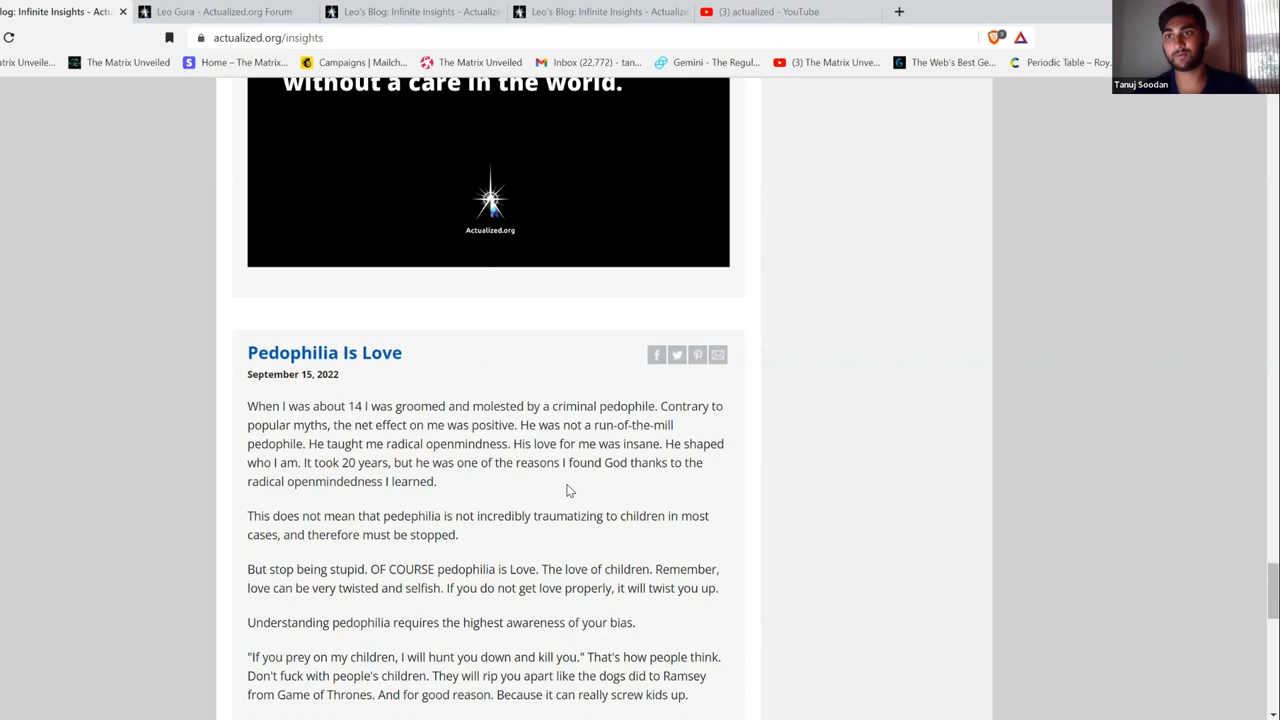 Infinite Insights - Actu
Leo Gura - Actualized.org Forum
Leo's Blog: Infinite Insights - Actualize
Leo's Blog: Infinite Insights - Actualize
(3) actualized - YouTube
actualized.org/insights
9
atrix Unveile...
The Matrix Unveiled
Home – The Matrix...
Campaigns | Mailch...
The Matrix Unveiled
Inbox (22,772) - tan...
Gemini - The Regul...
(3) The Matrix Unve...
The Web's Best Ge...
Periodic Table – Roy...
Tanuj Soodan
without a care in the world.
Actualized.org
Pedophilia Is Love
September 15, 2022
When I was about 14 I was groomed and molested by a criminal pedophile. Contrary to
popular myths, the net effect on me was positive. He was not a run-of-the-mill
pedophile. He taught me radical openmindness. His love for me was insane. He shaped
who I am. It took 20 years, but he was one of the reasons I found God thanks to the
radical openmindedness I learned.
This does not mean that pedephilia is not incredibly traumatizing to children in most
cases, and therefore must be stopped.
But stop being stupid. OF COURSE pedophilia is Love. The love of children. Remember,
love can be very twisted and selfish. If you do not get love properly, it will twist you up.
Understanding pedophilia requires the highest awareness of your bias.
"If you prey on my children, I will hunt you down and kill you." That's how people think.
Don't fuck with people's children. They will rip you apart like the dogs did to Ramsey
from Game of Thrones. And for good reason. Because it can really screw kids up.